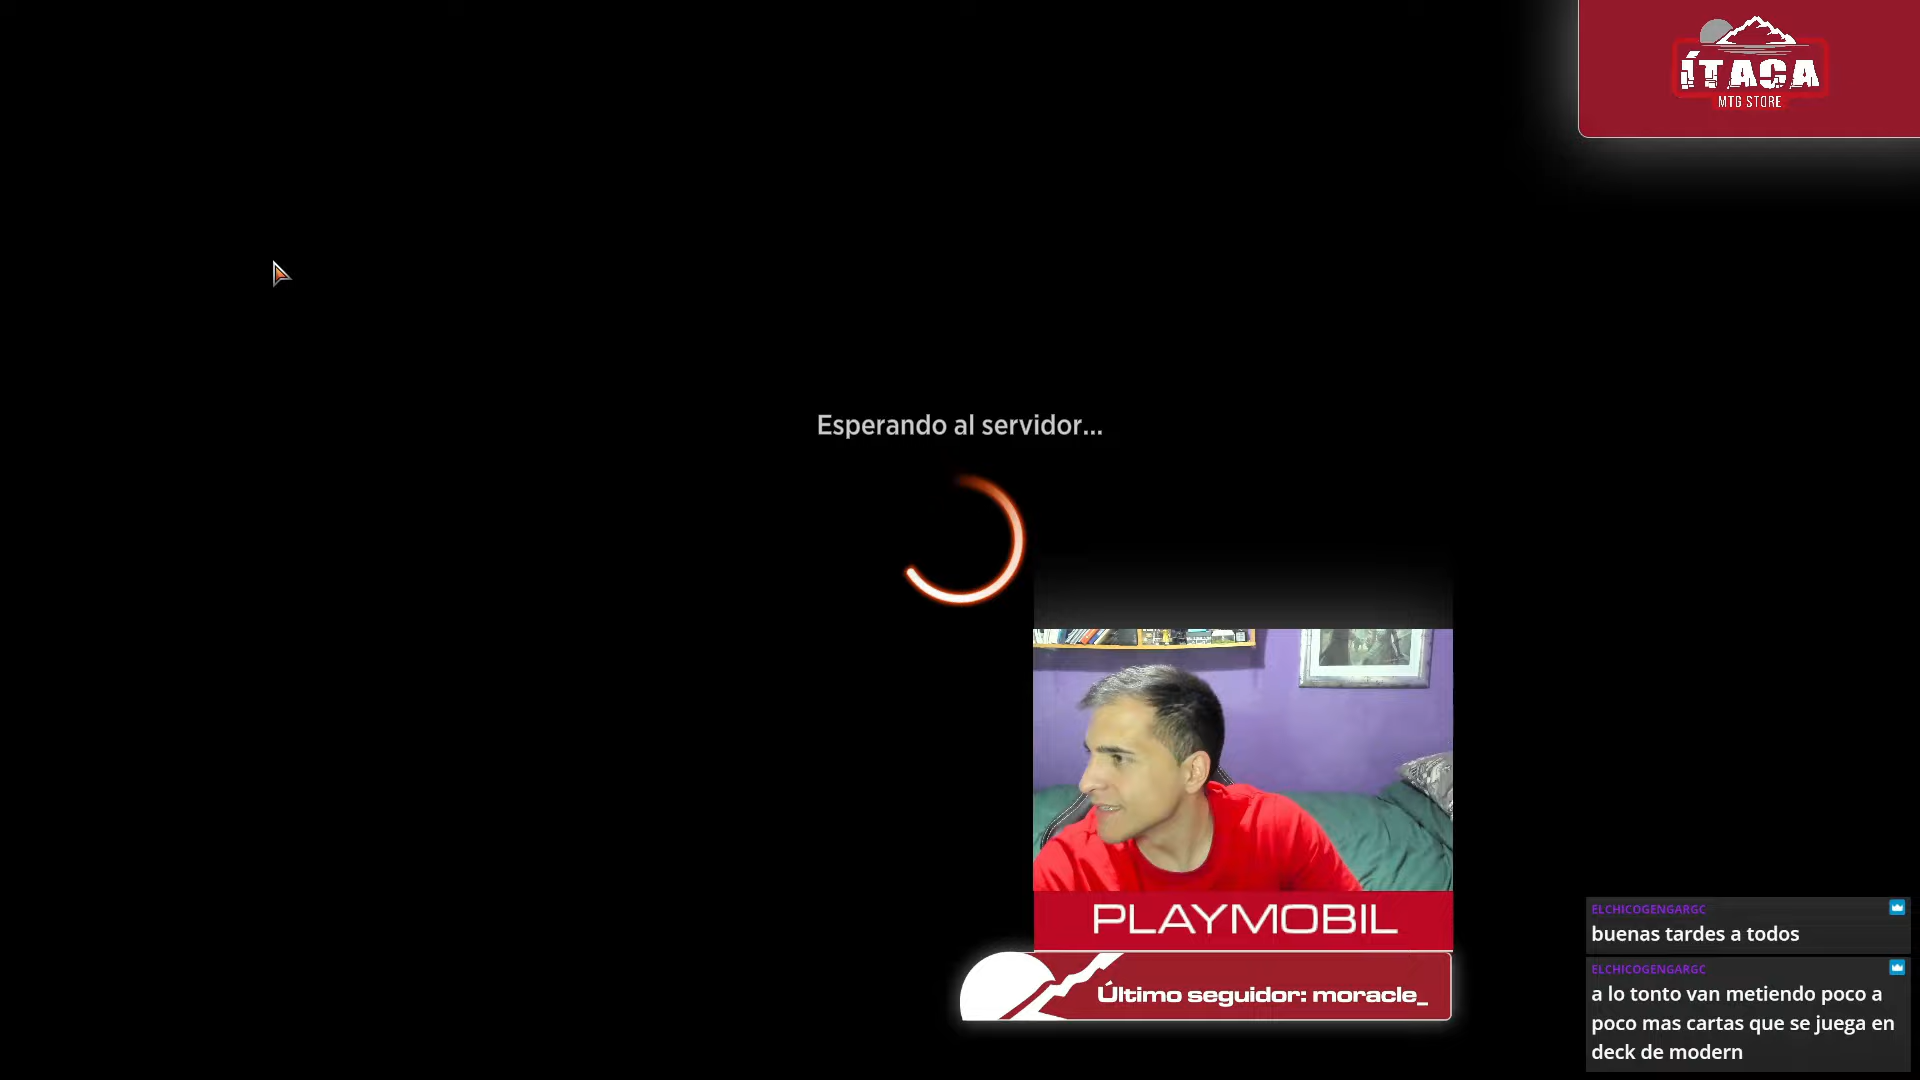 ÍTACA
MTG STORE
Esperando al servidor...
PLAYMOBIL
Último seguidor: moracle_
ELCHICOGENGARGC
buenas tardes a todos
ELCHICOGENGARGC
a lo tonto van metiendo poco a
poco mas cartas que se juega en
deck de modern